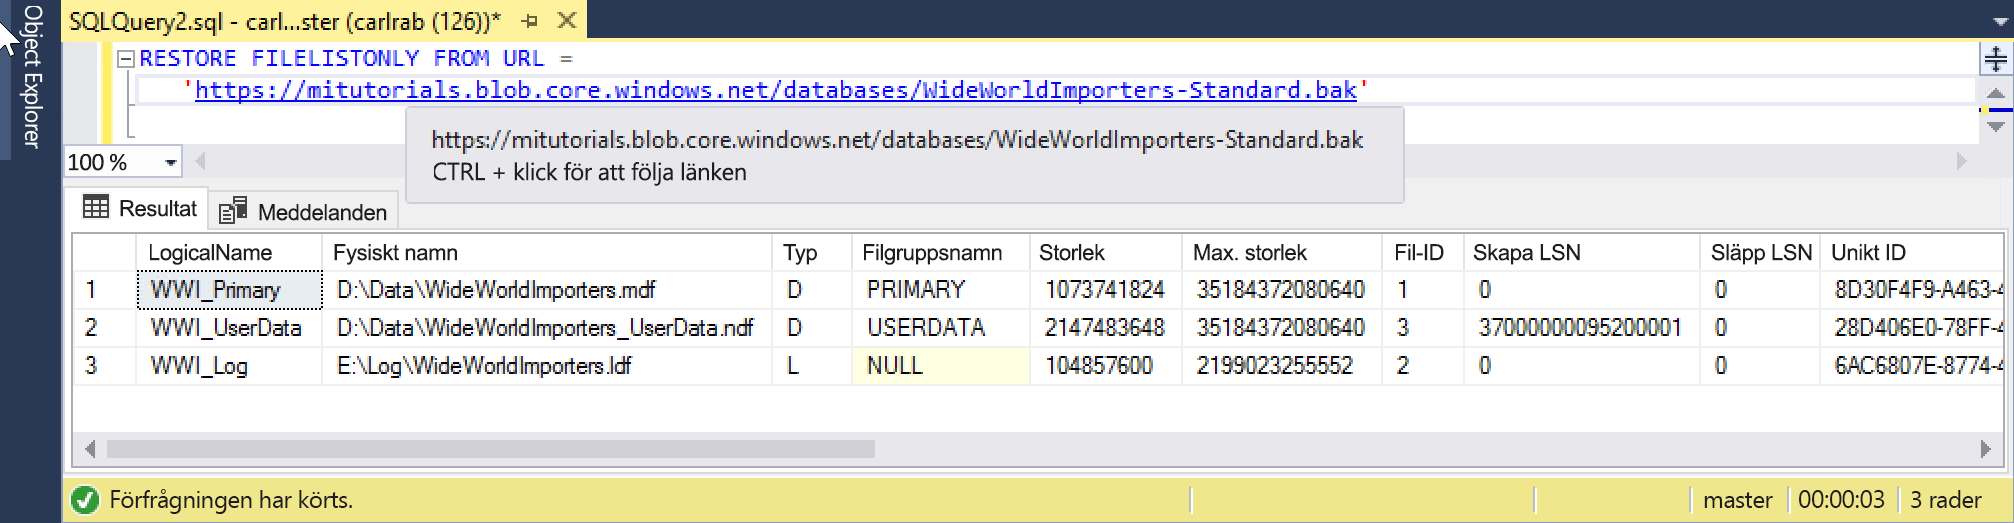 Object Explorer
SQLQuery2.sql - carl...ster (carlrab (126))*
RESTORE FILELISTONLY FROM URL =
'https://mitutorials.blob.core.windows.net/databases/WideWorldImporters-Standard.bak'
https://mitutorials.blob.core.windows.net/databases/WideWorldImporters-Standard.bak
CTRL + klick för att följa länken
100 %
Resultat Meddelanden
LogicalName Fysiskt namn Typ Filgruppsnamn Storlek Max. storlek Fil-ID Skapa LSN Släpp LSN Unikt ID
1 WWI_Primary D:\Data\WideWorldImporters.mdf D PRIMARY 1073741824 35184372080640 1 0 0 8D30F4F9-A463-4
2 WWI_UserData D:\Data\WideWorldImporters_UserData.ndf D USERDATA 2147483648 35184372080640 3 37000000095200001 0 28D406E0-78FF-4
3 WWI_Log E:\Log\WideWorldImporters.ldf L NULL 104857600 2199023255552 2 0 0 6AC6807E-8774-4
Förfrågningen har körts. master 00:00:03 3 rader